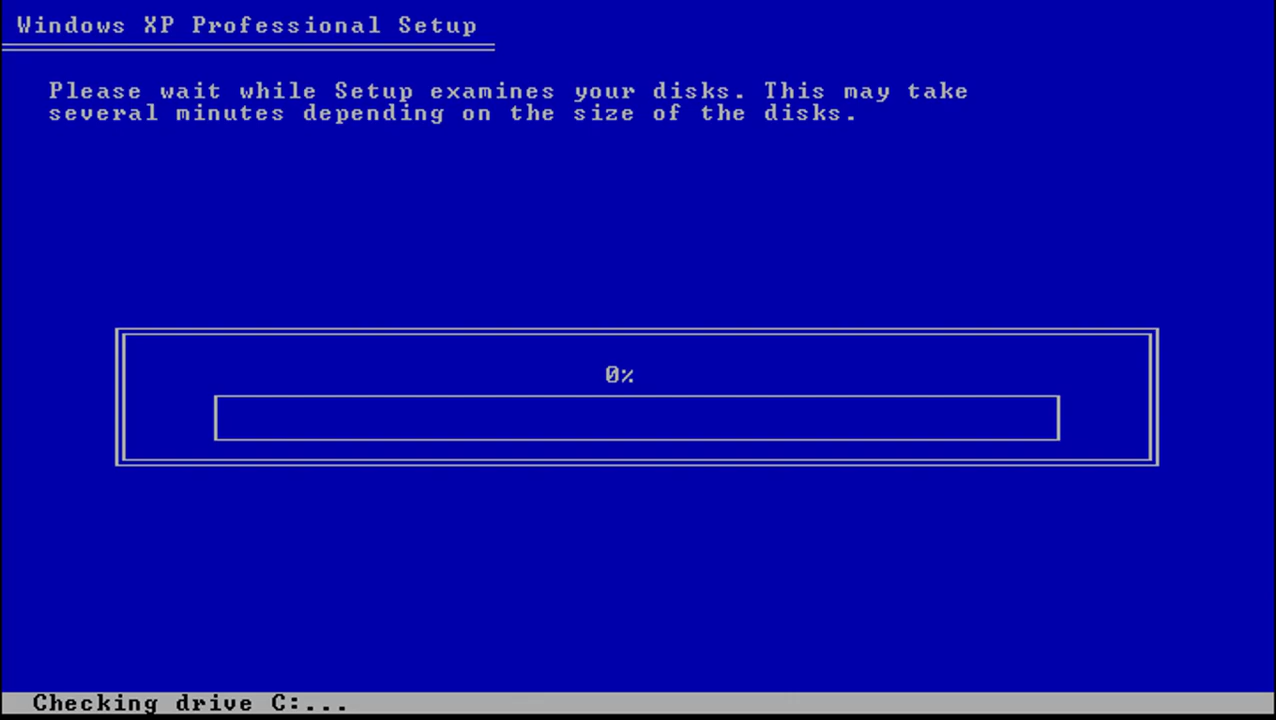 Windows XP Professional Setup
Please wait while Setup examines your disks. This may take
several minutes depending on the size of the disks.
0%
Checking drive C:...